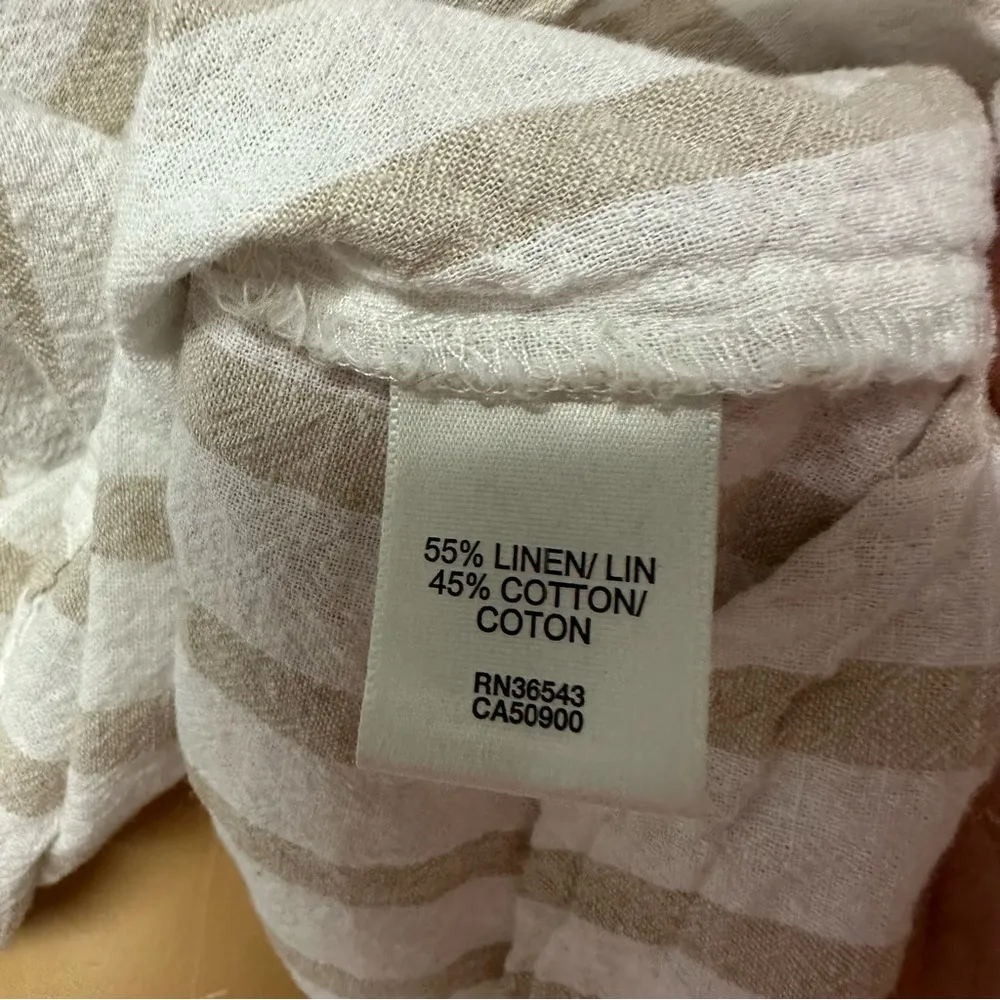 55% LINEN/ LIN
45% COTTON/
COTON
RN36543
CA50900